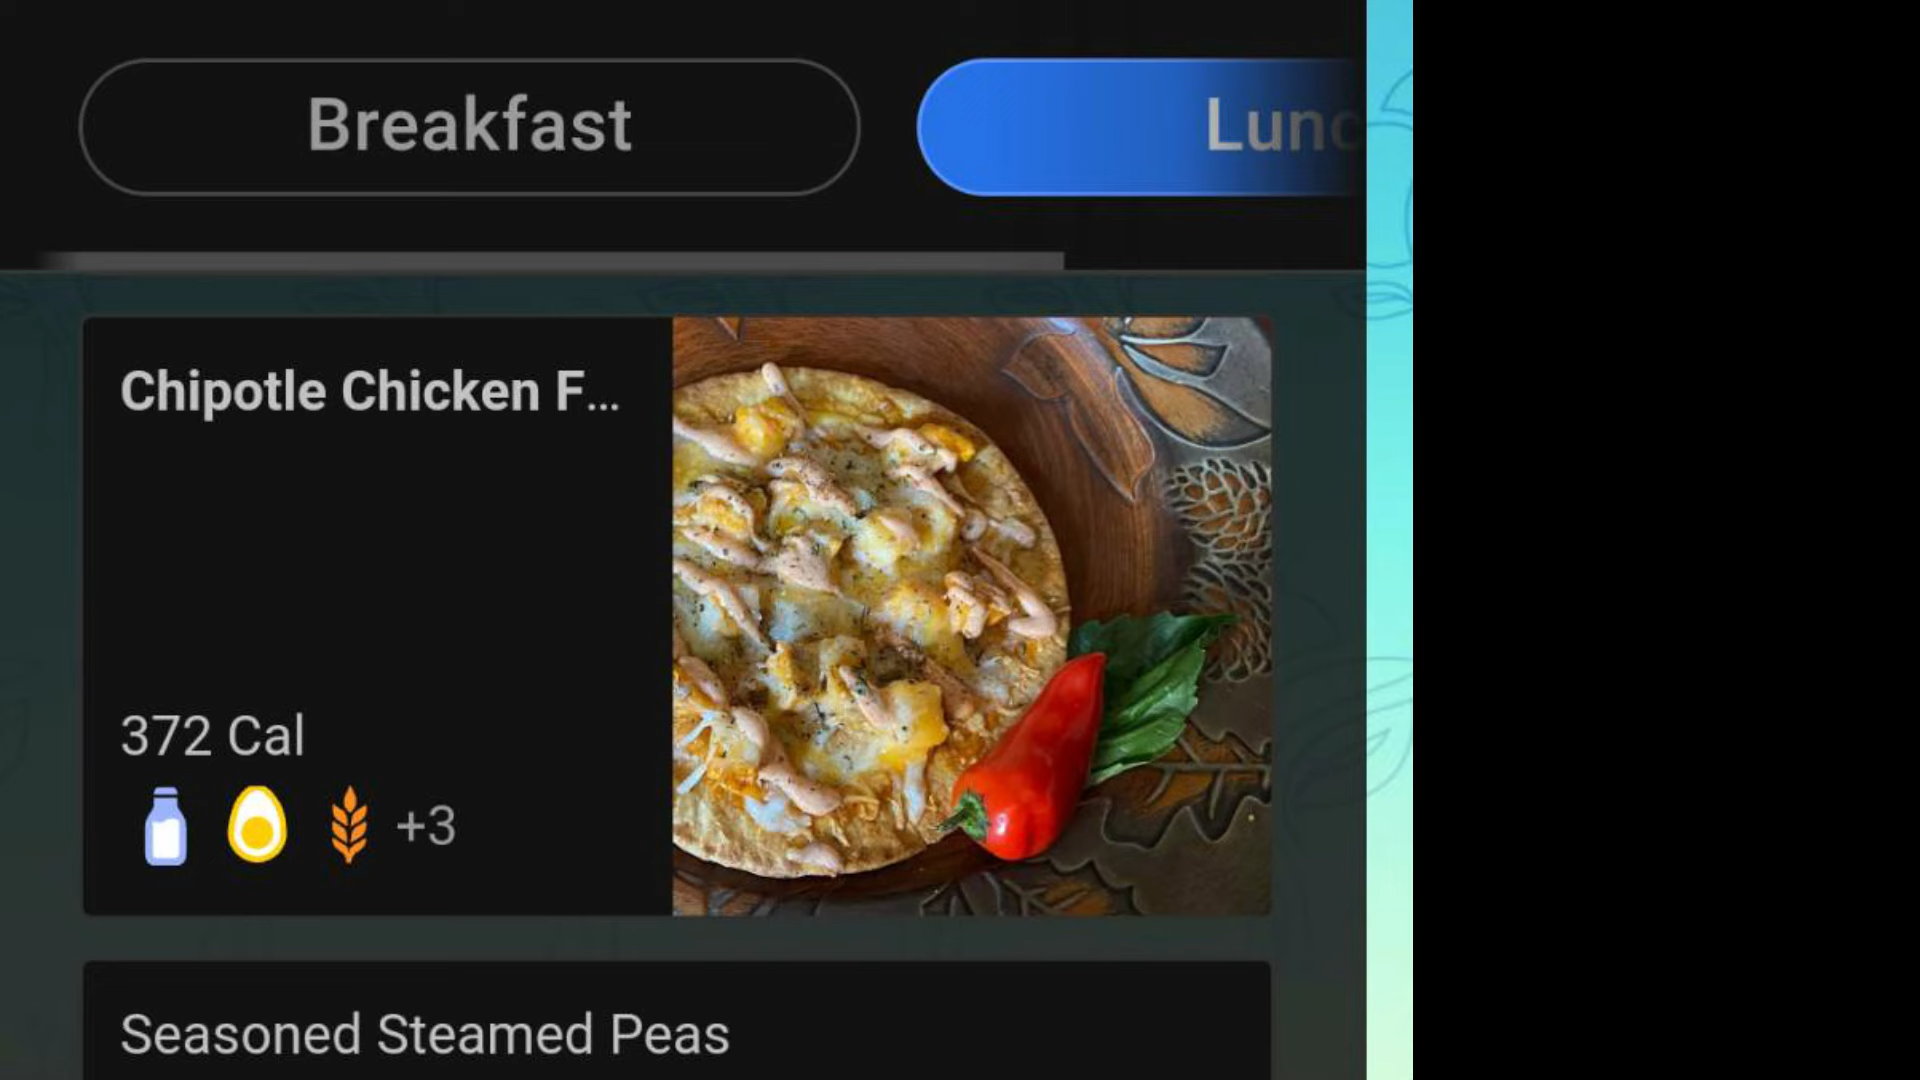 Breakfast
Lunc
Chipotle Chicken F...
372 Cal
+3
Seasoned Steamed Peas